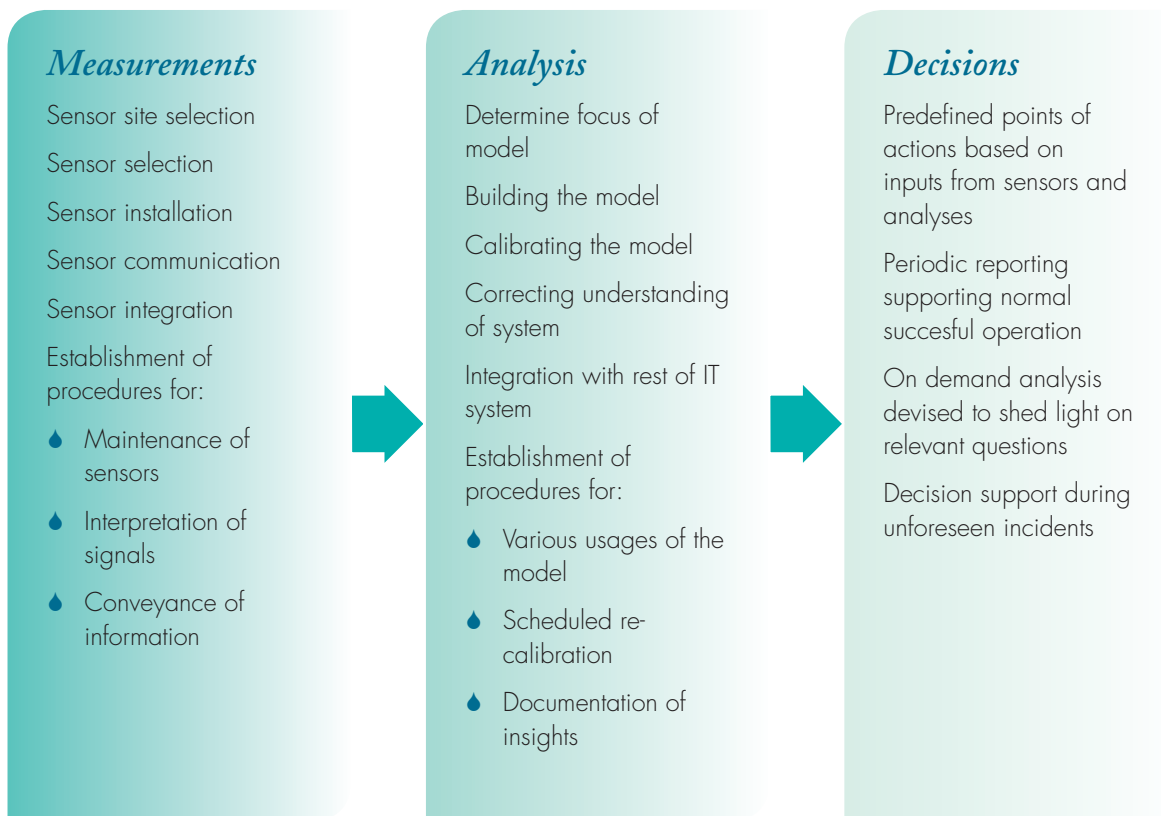 Measurements
Sensor site selection
Sensor selection
Sensor installation
Sensor communication
Sensor integration
Establishment of
procedures for:
Maintenance of
sensors
Interpretation of
signals
Conveyance of
information
Analysis
Determine focus of
model
Building the model
Calibrating the model
Correcting understanding
of system
Integration with rest of IT
system
Establishment of
procedures for:
Various usages of the
model
Scheduled re-
calibration
Documentation of
insights
Decisions
Predefined points of
actions based on
inputs from sensors and
analyses
Periodic reporting
supporting normal
succesful operation
On demand analysis
devised to shed light on
relevant questions
Decision support during
unforeseen incidents